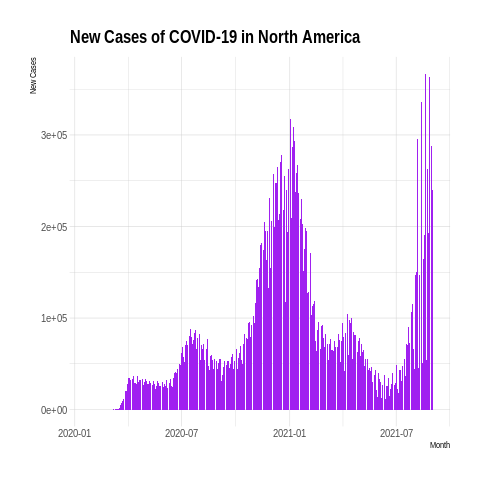 New Cases of COVID-19 in North America
New Cases
3e+05
2e+05
1e+05
0e+00
2020-01 2020-07 2021-01 2021-07
Month